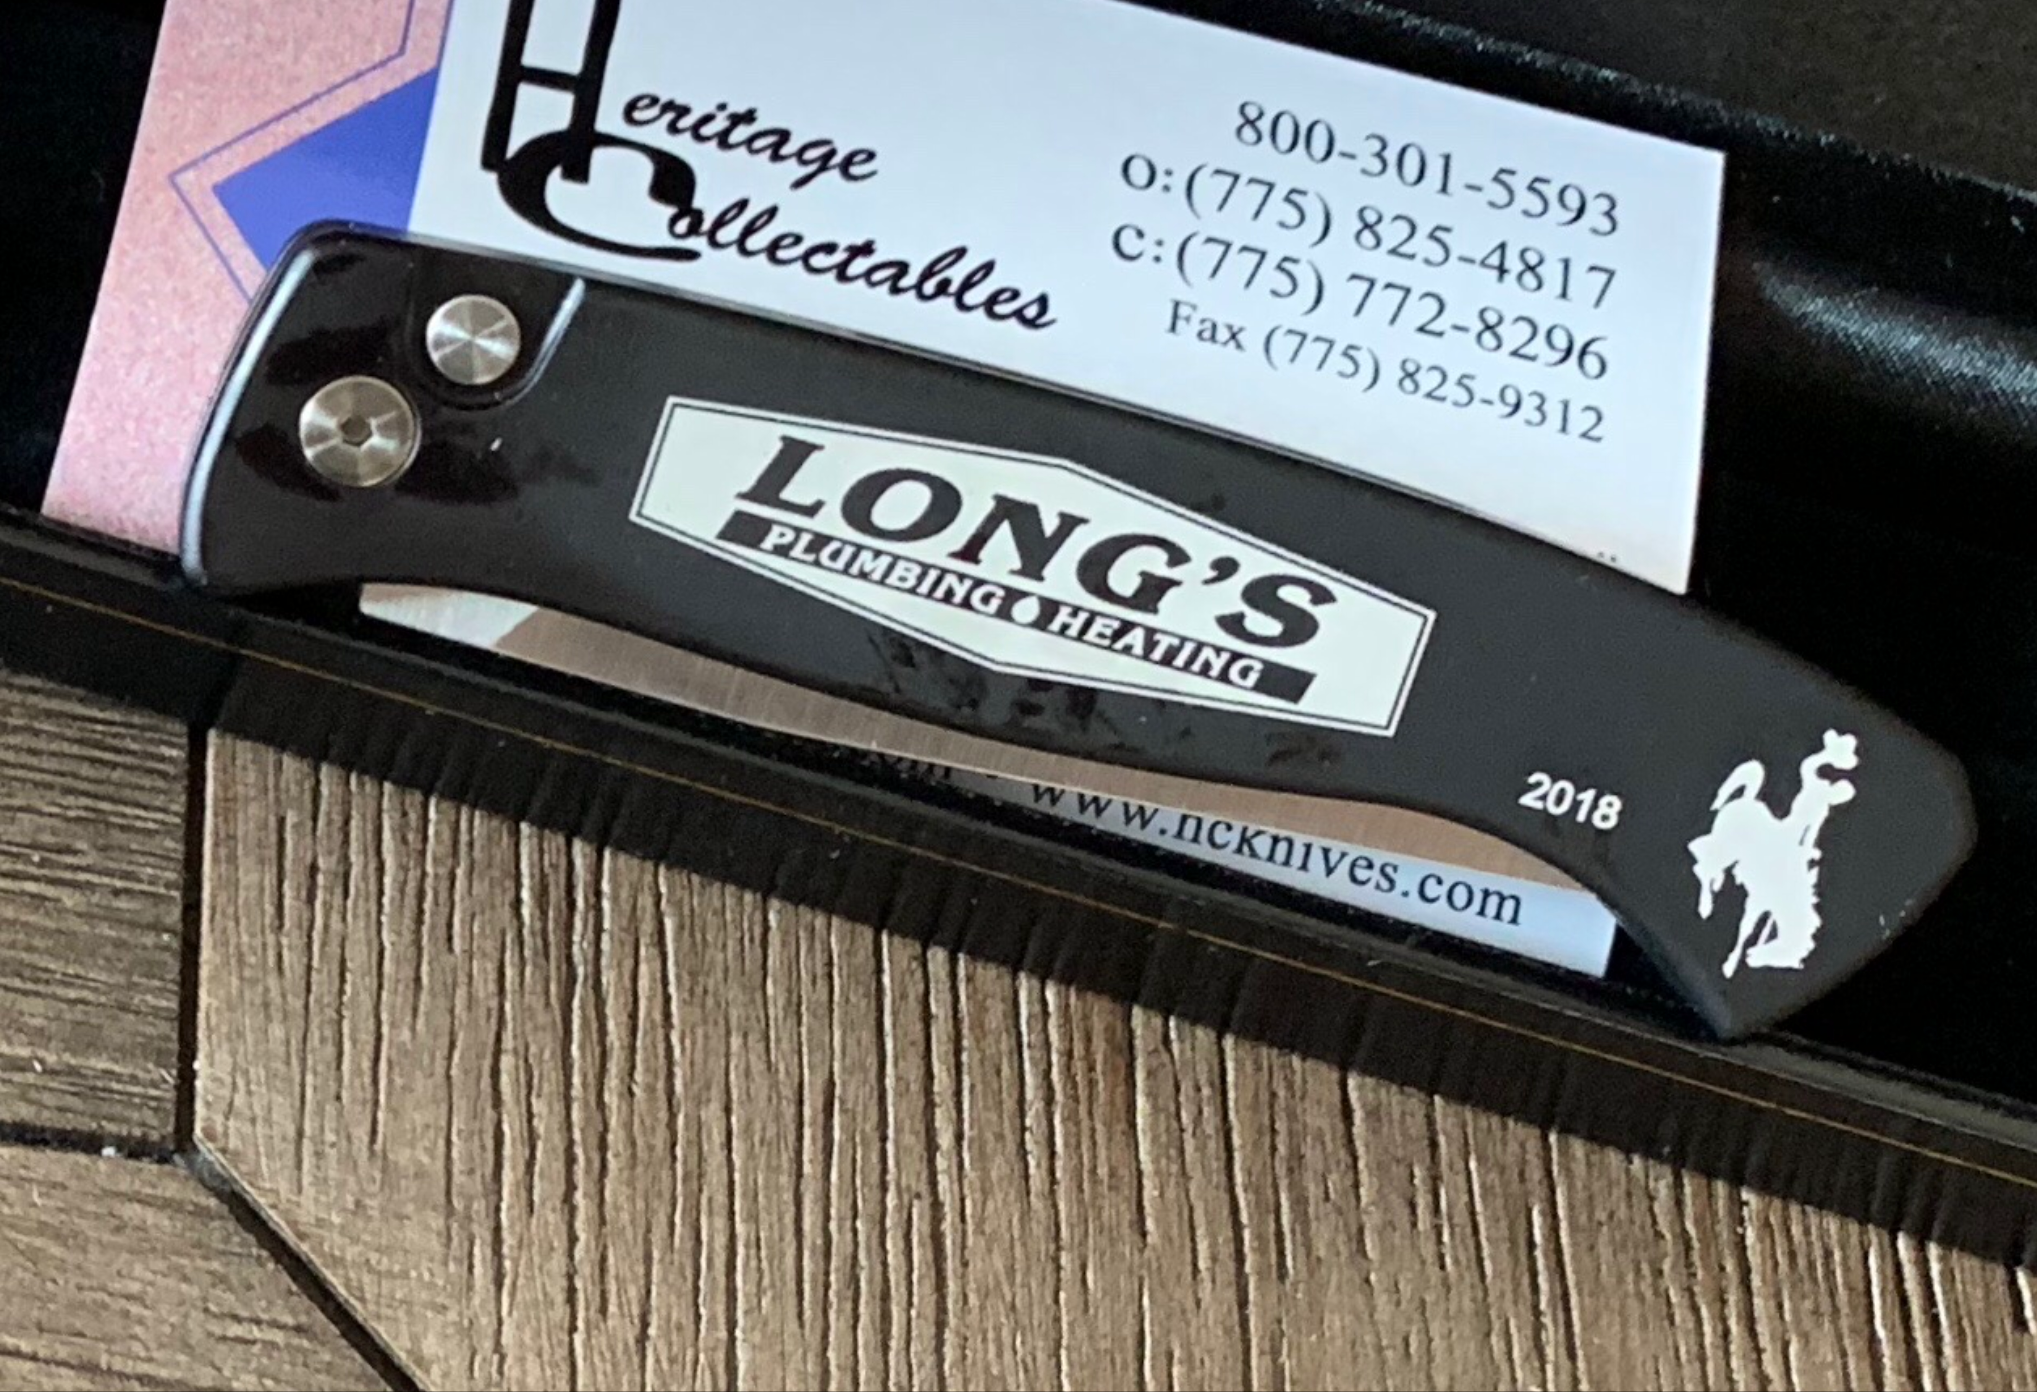 Heritage
Collectables
800-301-5593
O: (775) 825-4817
C: (775) 772-8296
Fax (775) 825-9312
LONG'S
PLUMBING HEATING
2018
www.hcknives.com